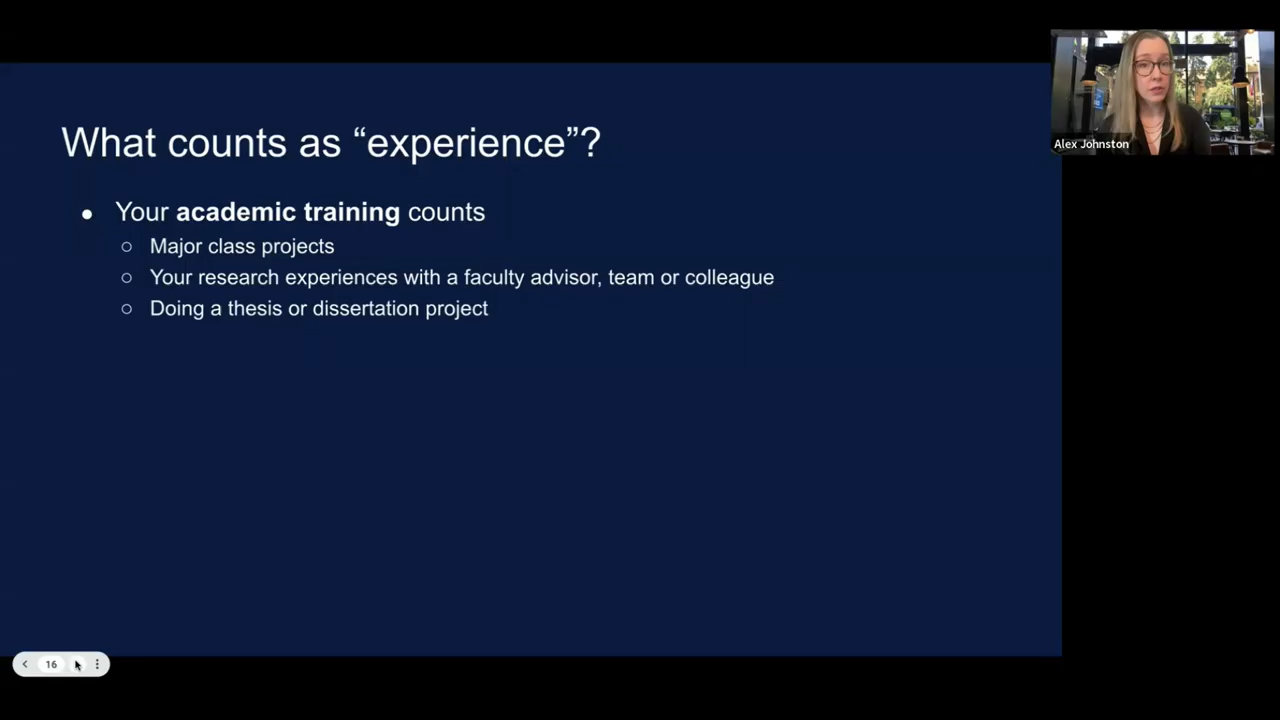 What counts as “experience”?
● Your academic training counts
○ Major class projects
○ Your research experiences with a faculty advisor, team or colleague
○ Doing a thesis or dissertation project
Alex Johnston
16